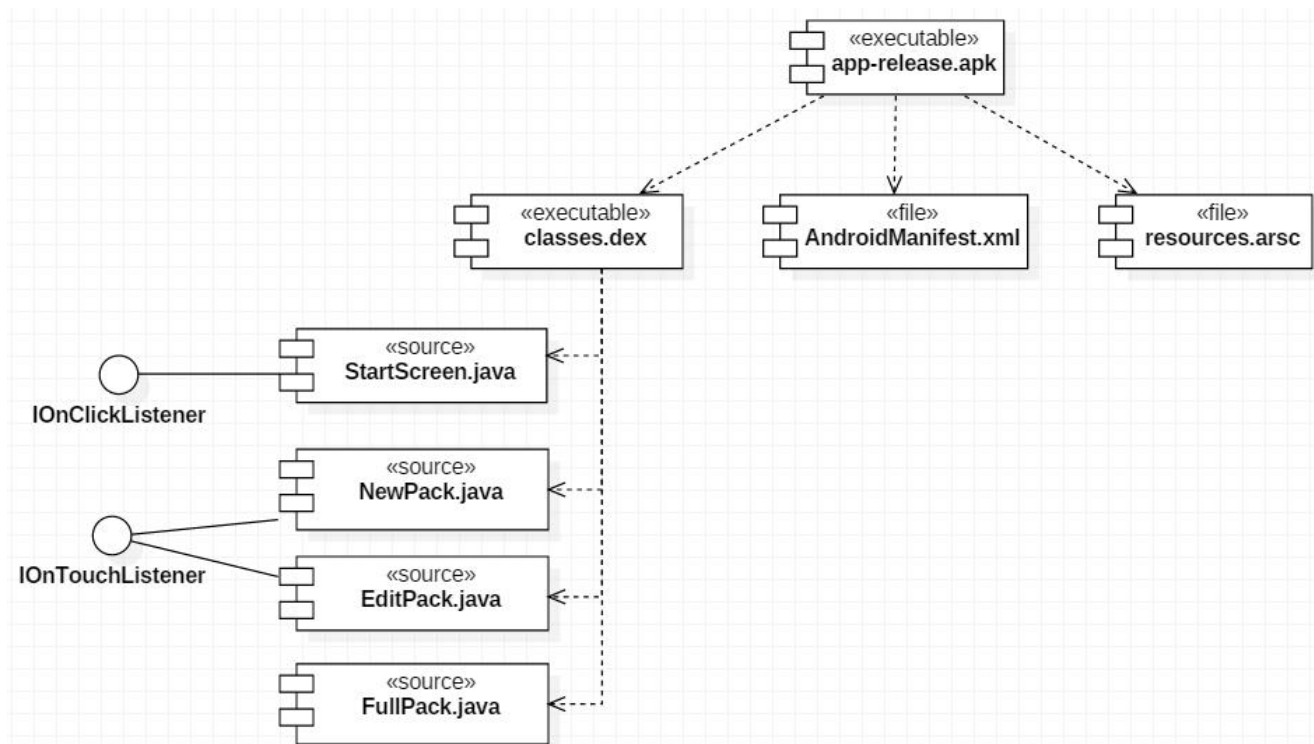 «executable»
app-release.apk
«executable»
classes.dex
«file»
AndroidManifest.xml
«file»
resources.arsc
«source»
StartScreen.java
IOnClickListener
«source»
NewPack.java
IOnTouchListener
«source»
EditPack.java
«source»
FullPack.java